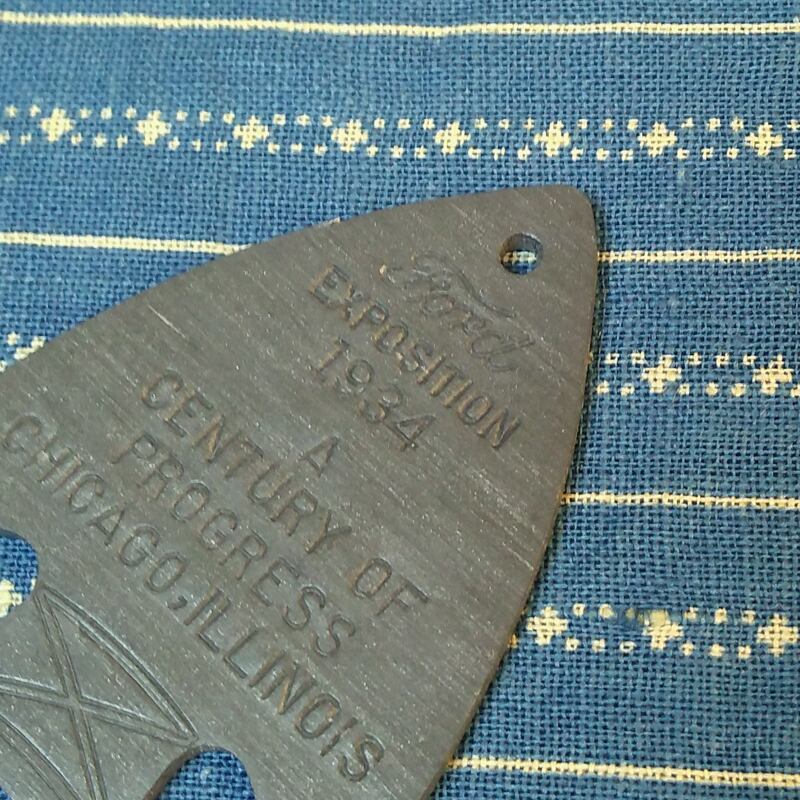 Ford
EXPOSITION
1934
A
CENTURY OF
PROGRESS
CHICAGO, ILLINOIS